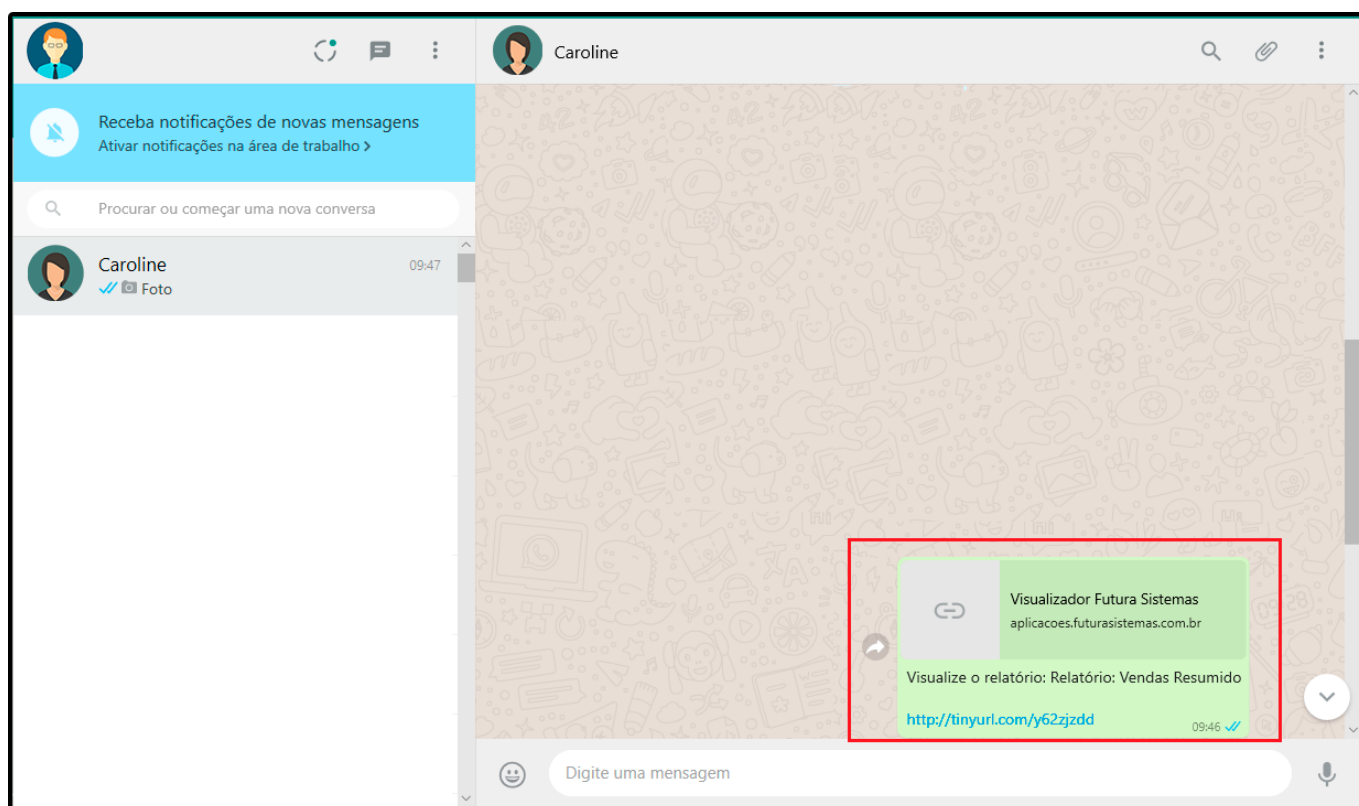 Caroline
Receba notificações de novas mensagens
Ativar notificações na área de trabalho >
Procurar ou começar uma nova conversa
Caroline 09:47
Foto
Visualizador Futura Sistemas
aplicacoes.futurasistemas.com.br
Visualize o relatório: Relatório: Vendas Resumido
http://tinyurl.com/y62zjzdd
09:46
Digite uma mensagem